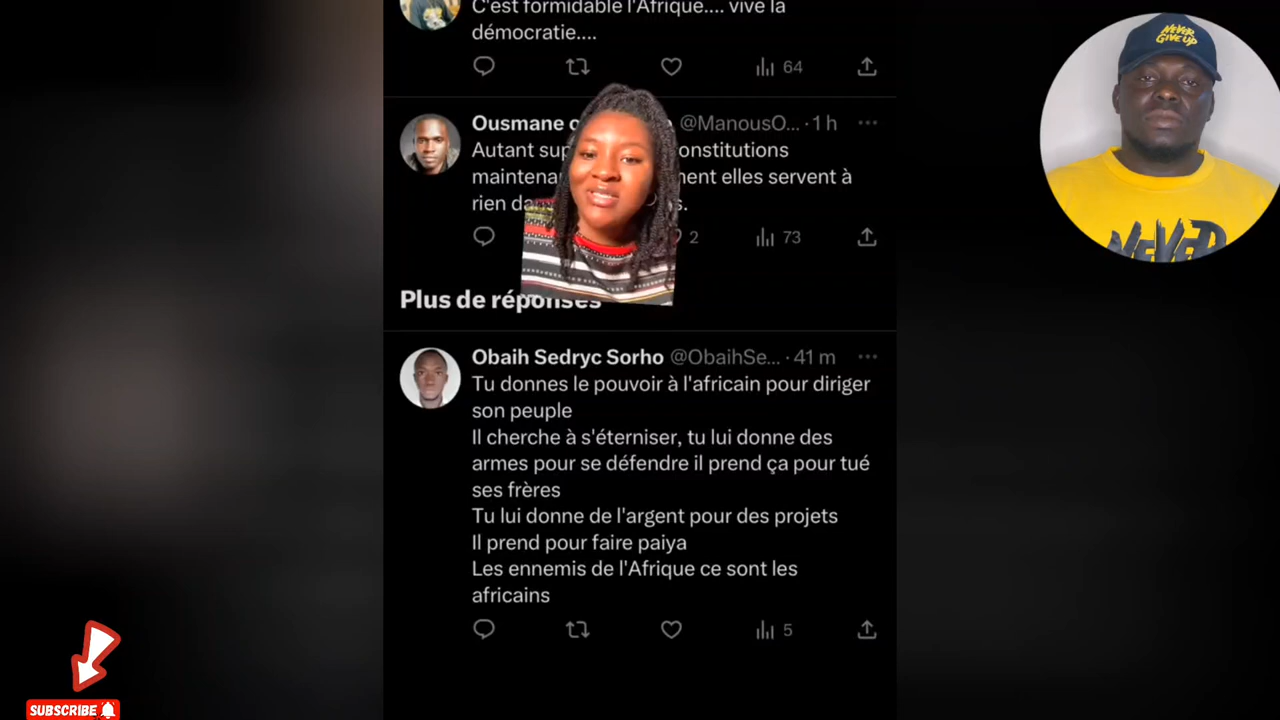 C'est formidable l'Afrique.... vive la
démocratie....
64
NEVER
GIVE UP
Ousmane @ManousO... · 1 h
Autant onstitutions
ment elles servent à
rien
2 73
NEVER
Plus de réponses
Obaih Sedryc Sorho @ObaihSe... · 41 m
Tu donnes le pouvoir à l'africain pour diriger
son peuple
Il cherche à s'éterniser, tu lui donne des
armes pour se défendre il prend ça pour tué
ses frères
Tu lui donne de l'argent pour des projets
Il prend pour faire paiya
Les ennemis de l'Afrique ce sont les
africains
5
SUBSCRIBE